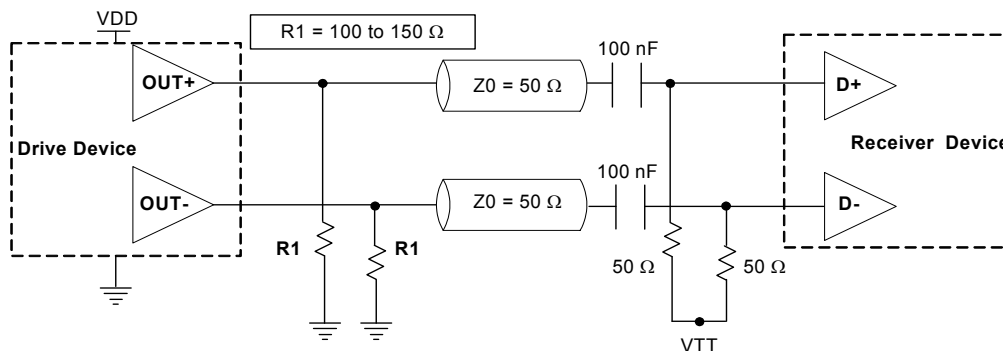 VDD
R1 = 100 to 150 Ω
100 nF
OUT+
Z0 = 50 Ω
D+
Drive Device
Receiver Device
100 nF
OUT-
Z0 = 50 Ω
D-
R1
R1
50 Ω
50 Ω
VTT